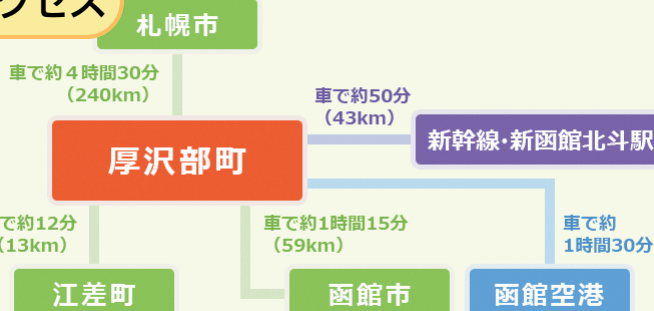 クセス
札幌市
車で約4時間30分
（240km）
車で約50分
（43km）
厚沢部町
新幹線･新函館北斗駅
で約12分
（13km）
車で約1時間15分
（59km）
車で約
1時間30分
江差町
函館市
函館空港